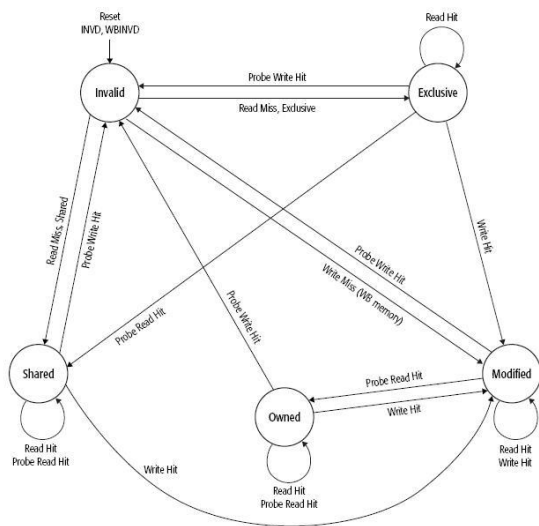 Reset
INVD, WBINVD
Read Hit
Invalid
Probe Write Hit
Read Miss, Exclusive
Exclusive
Read Miss, Shared
Probe Write Hit
Probe Write Hit
Write Miss (WB memory)
Write Hit
Probe Read Hit
Probe Write Hit
Shared
Probe Read Hit
Write Hit
Modified
Owned
Read Hit
Probe Read Hit
Write Hit
Read Hit
Probe Read Hit
Read Hit
Write Hit